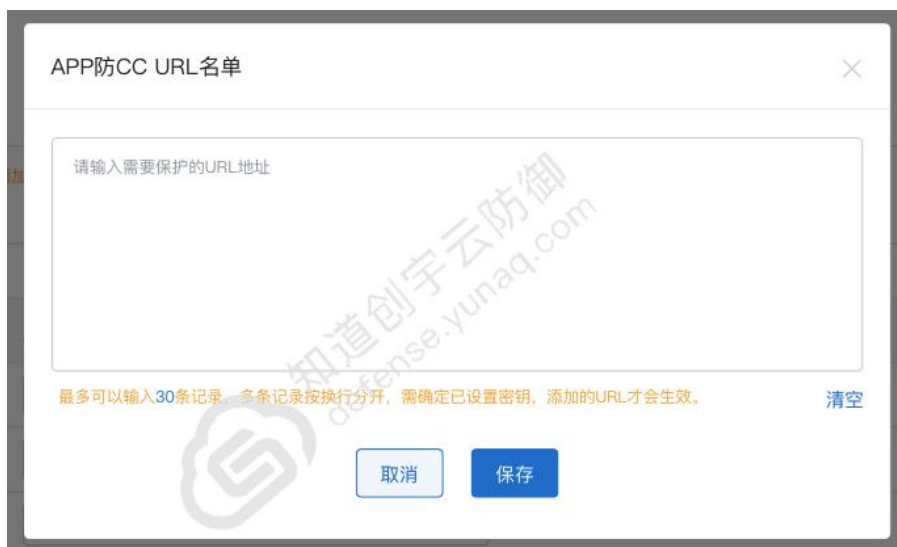 APP防CC URL名单
请输入需要保护的URL地址
知道创宇云防御
defense.yunaq.com
最多可以输入30条记录，多条记录按换行分开，需确定已设置密钥，添加的URL才会生效。
清空
取消
保存